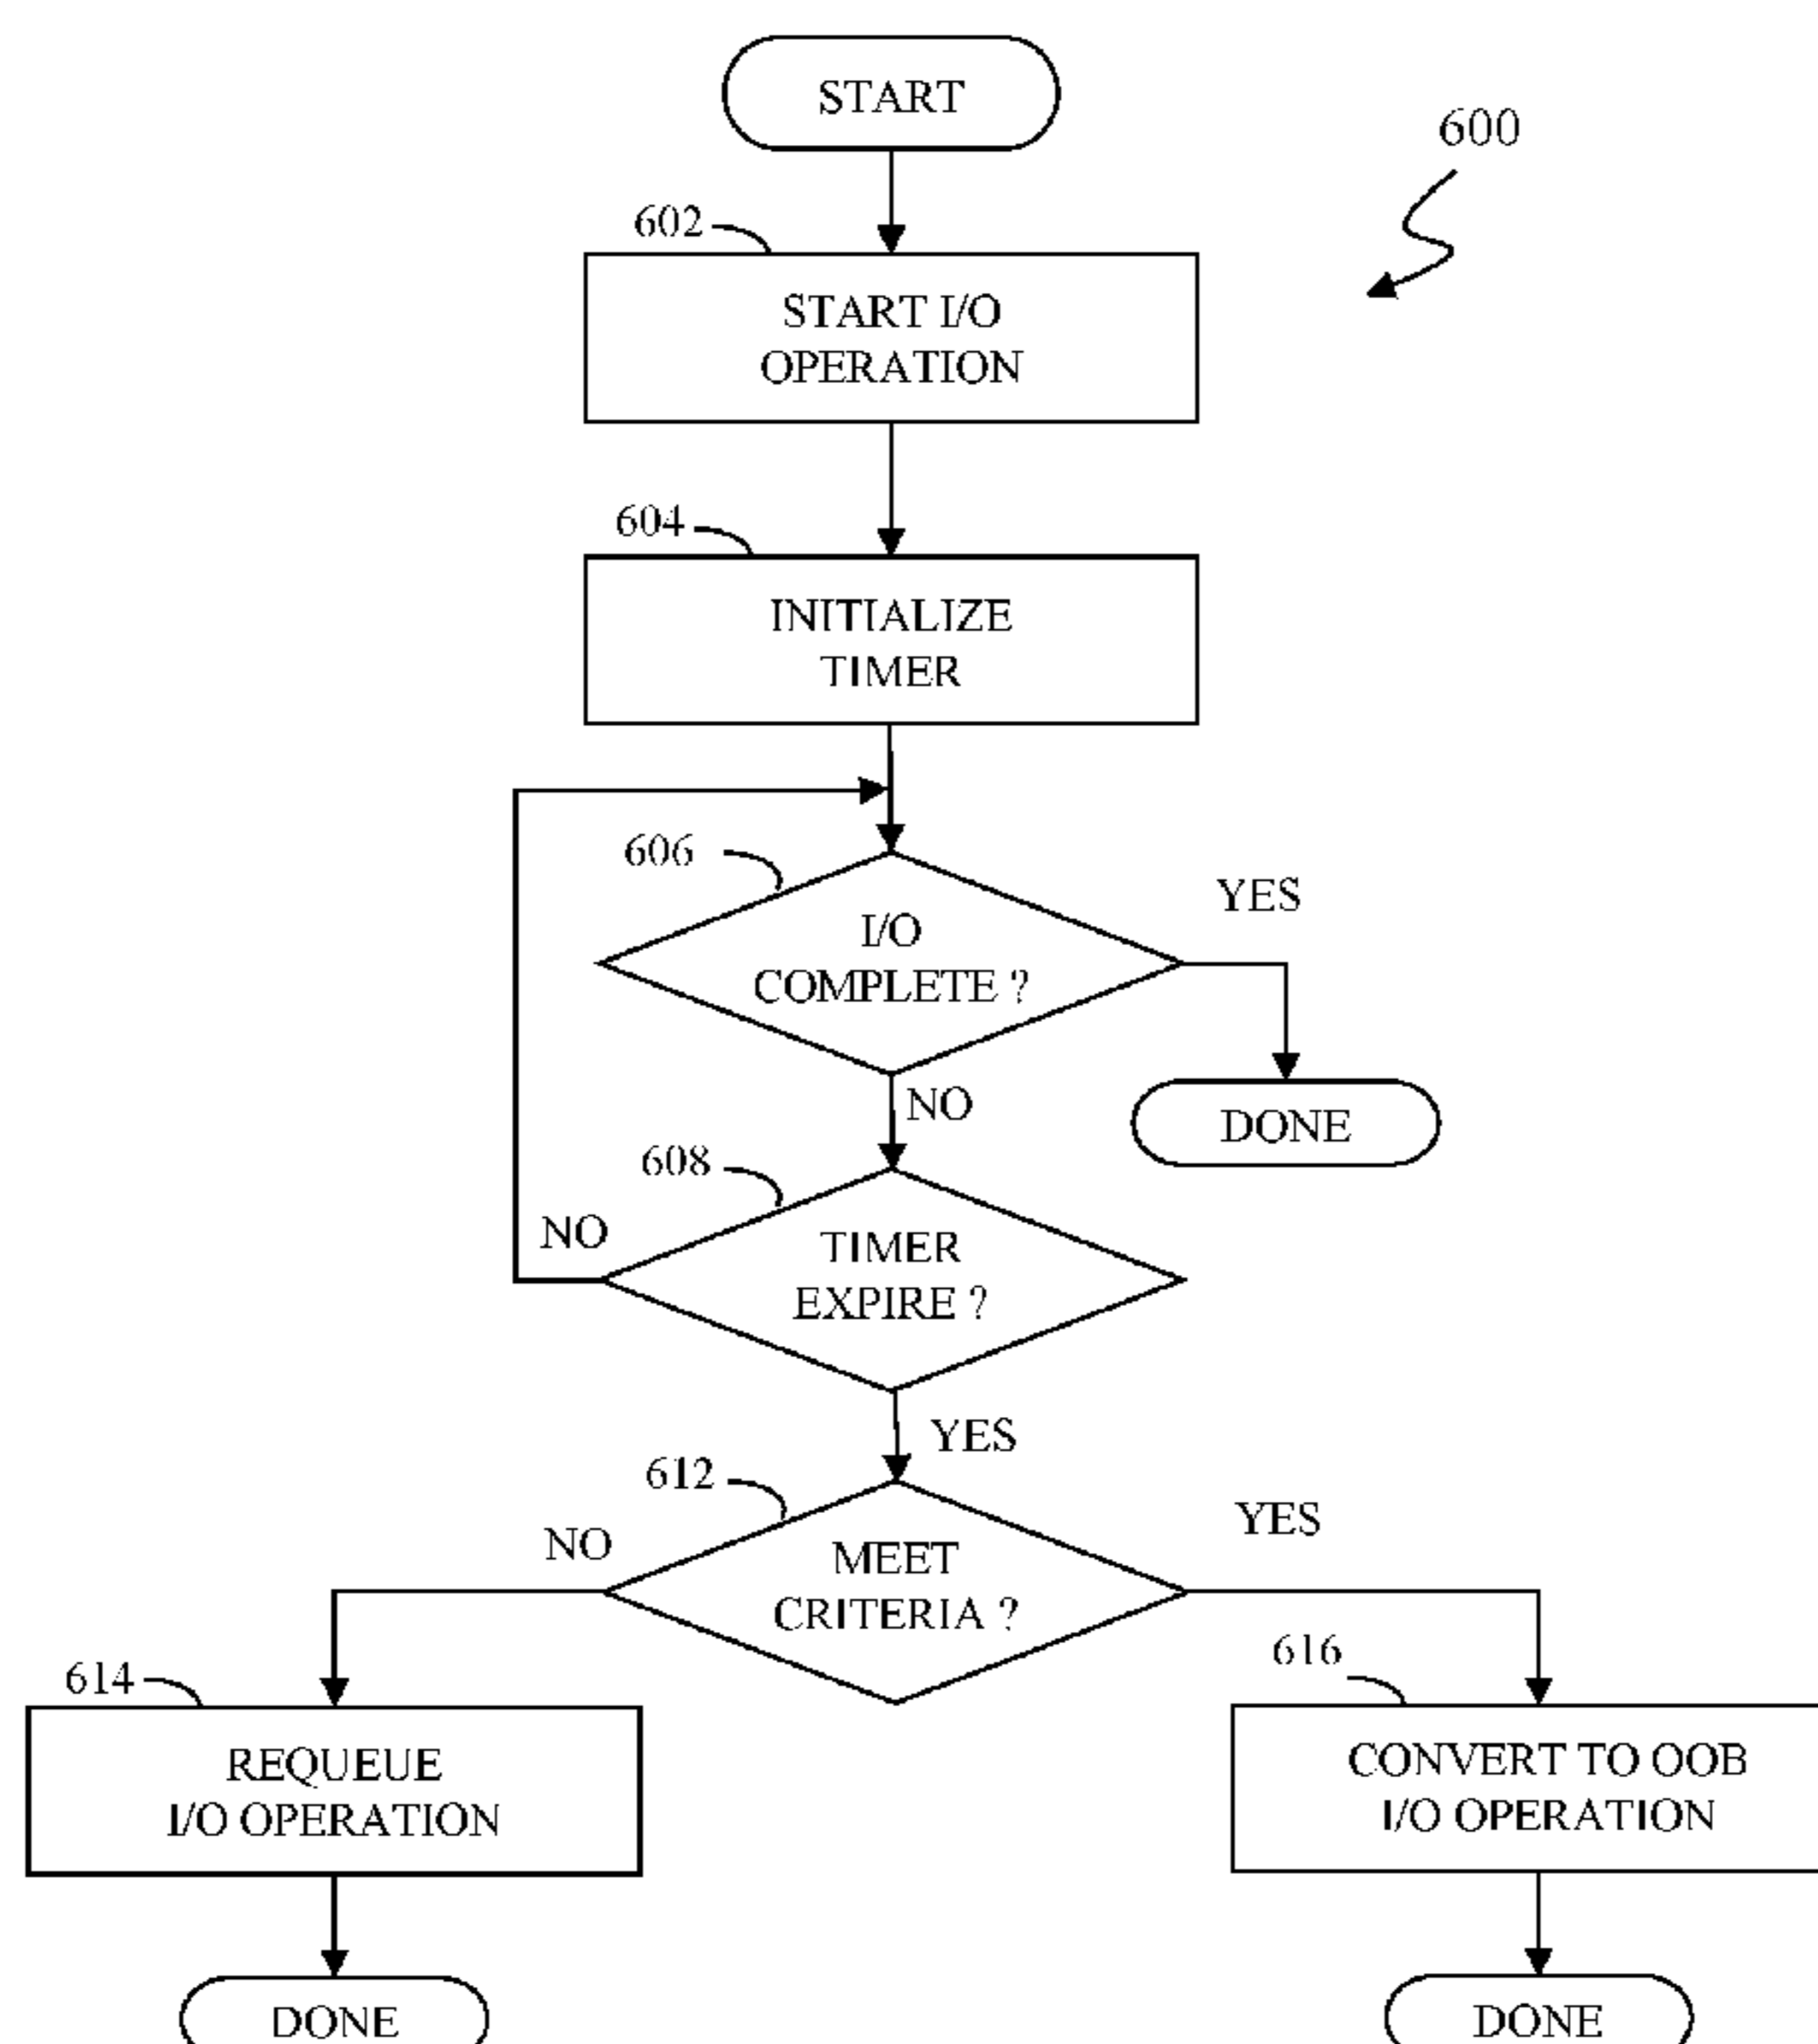 START
600
602
START I/O
OPERATION
604
INITIALIZE
TIMER
606
YES
I/O
COMPLETE ?
NO
DONE
608
NO
TIMER
EXPIRE ?
YES
612
NO
YES
MEET
CRITERIA ?
614
616
REQUEUE
I/O OPERATION
CONVERT TO OOB
I/O OPERATION
DONE
DONE